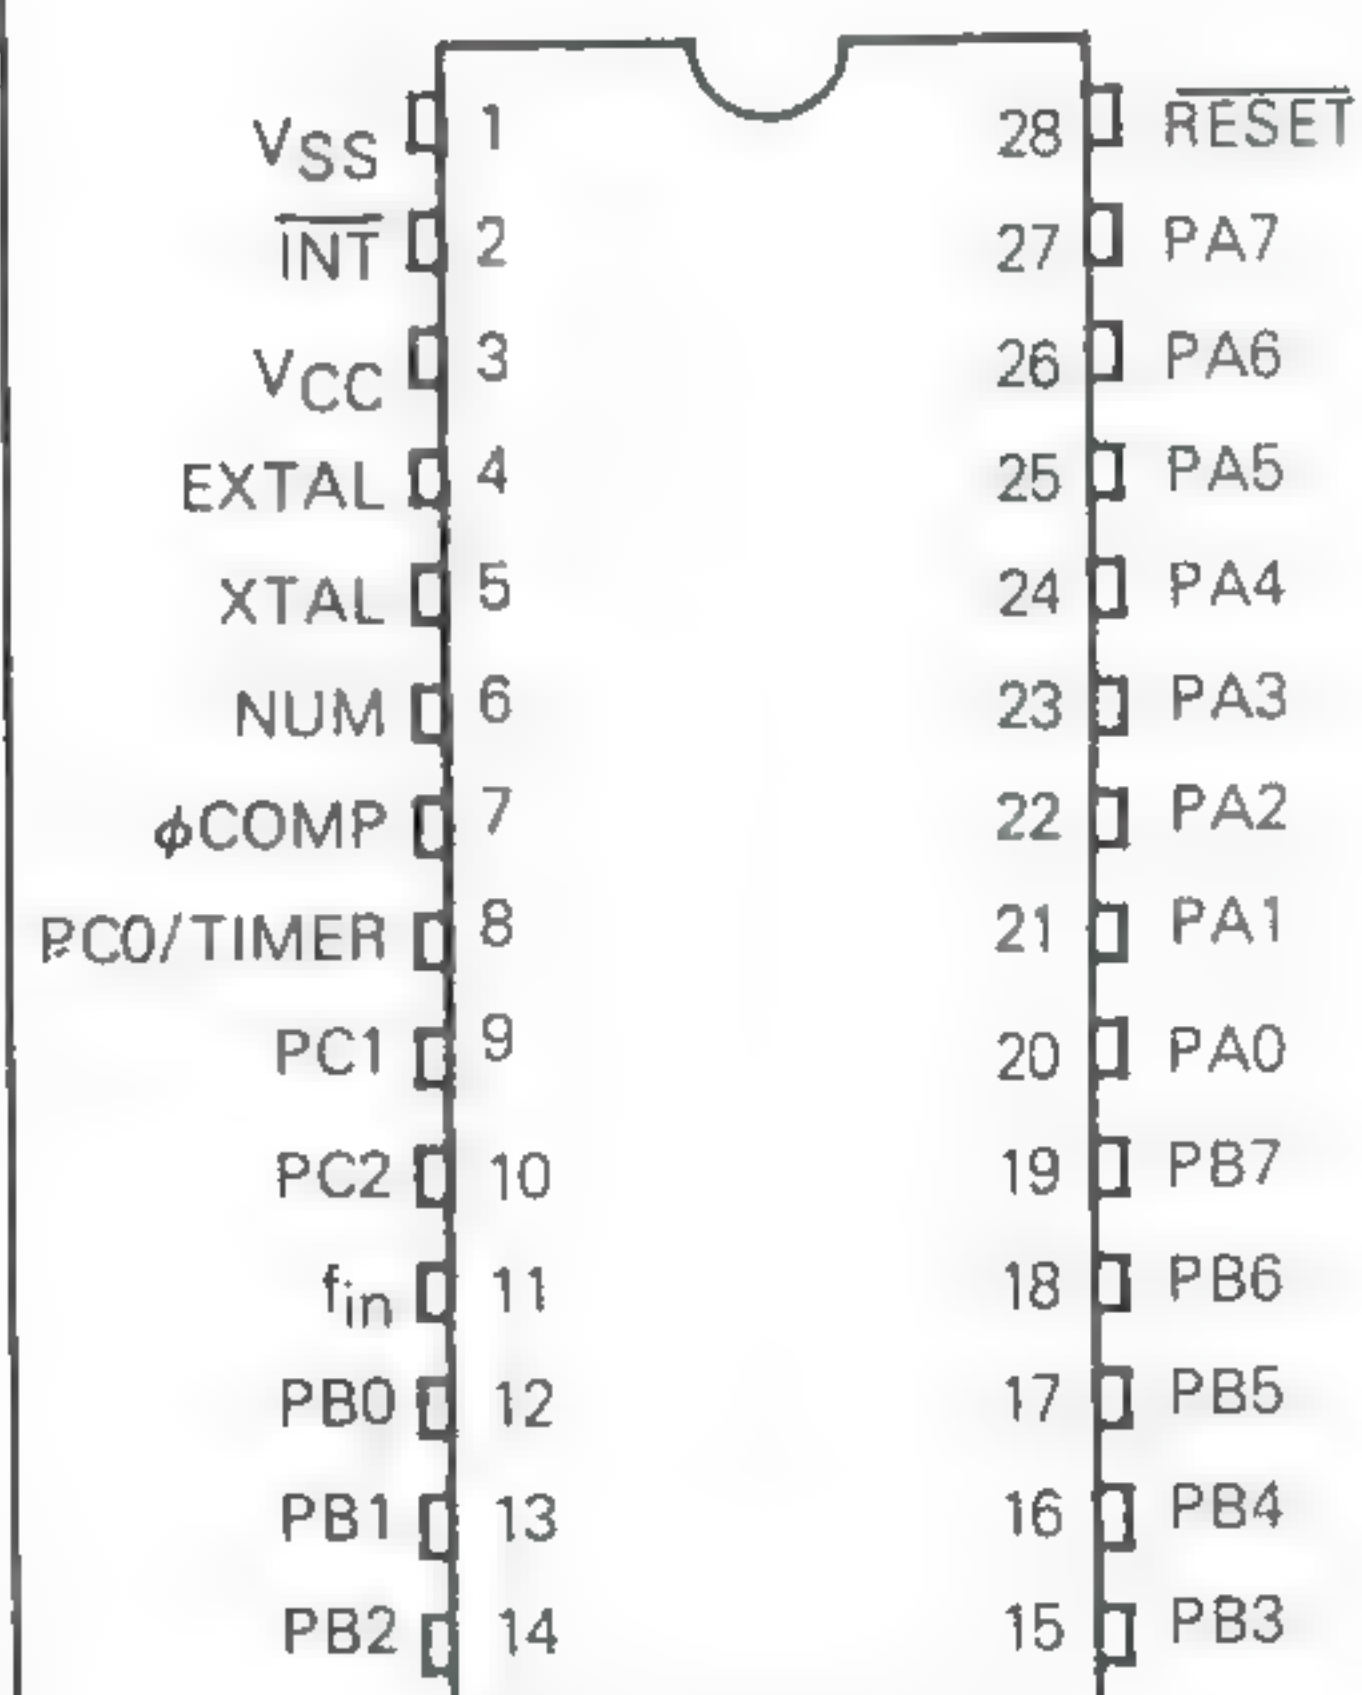 VSS 1 28 RESET
INT 2 27 PA7
VCC 3 26 PA6
EXTAL 4 25 PA5
XTAL 5 24 PA4
NUM 6 23 PA3
ϕCOMP 7 22 PA2
PC0/TIMER 8 21 PA1
PC1 9 20 PA0
PC2 10 19 PB7
fin 11 18 PB6
PB0 12 17 PB5
PB1 13 16 PB4
PB2 14 15 PB3